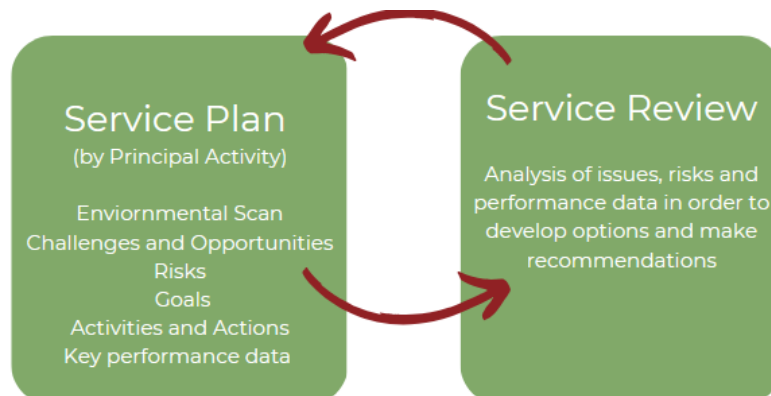 Service Plan
(by Principal Activity)
Enviornmental Scan
Challenges and Opportunities
Risks
Goals
Activities and Actions
Key performance data
Service Review
Analysis of issues, risks and
performance data in order to
develop options and make
recommendations